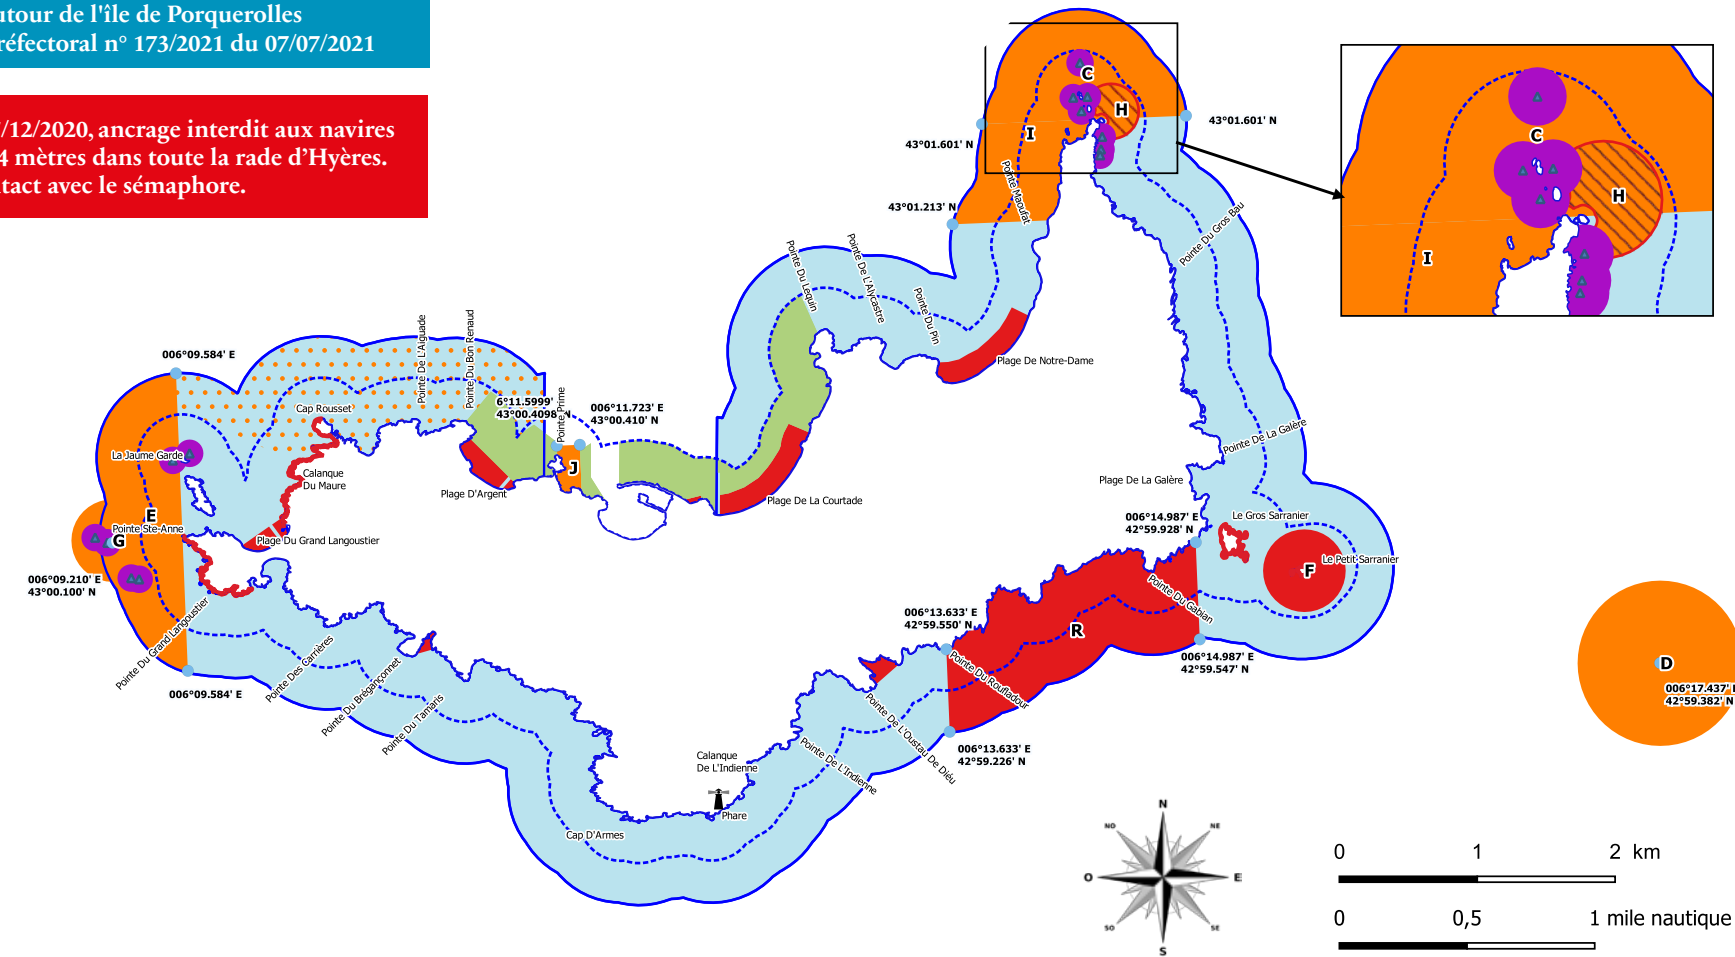 utour de l'île de Porquerolles
réfectoral n° 173/2021 du 07/07/2021
/12/2020, ancrage interdit aux navires
4 mètres dans toute la rade d’Hyères.
ntact avec le sémaphore.
C
H
I
43°01.601' N
43°01.601' N
43°01.213' N
Pointe Maoufat
Pointe Du Gros Bau
C
H
I
Pointe Du Lequin
Pointe De L'Alycastre
Pointe Du Pin
Plage De Notre-Dame
006°09.584' E
Pointe De L'Aiguade
Pointe Du Bon Renaud
Cap Rousset
6°11.5999'
43°00.4098' N
Pointe Prime
006°11.723' E
43°00.410' N
La Jaume Garde
Calanque
Du Maure
J
Plage D'Argent
Plage De La Courtade
Pointe De La Galère
Plage De La Galère
E
Pointe Ste-Anne
G
Plage Du Grand Langoustier
006°14.987' E
42°59.928' N
Le Gros Sarranier
Le Petit Sarranier
F
006°09.210' E
43°00.100' N
Pointe Du Grand Langoustier
Pointe Des Carrières
Pointe Du Brégançonnet
Pointe Du Tamaris
006°09.584' E
006°13.633' E
42°59.550' N
R
Pointe Du Gabian
Pointe Du Roufladour
006°14.987' E
42°59.547' N
D
006°17.437' E
42°59.382' N
Pointe De L'Oustau De Diéu
Pointe De L'Indienne
006°13.633' E
42°59.226' N
Calanque
De L'Indienne
Phare
Cap D'Armes
N
NO
NE
O
E
SO
SE
S
0 1 2 km
0 0,5 1 mile nautique